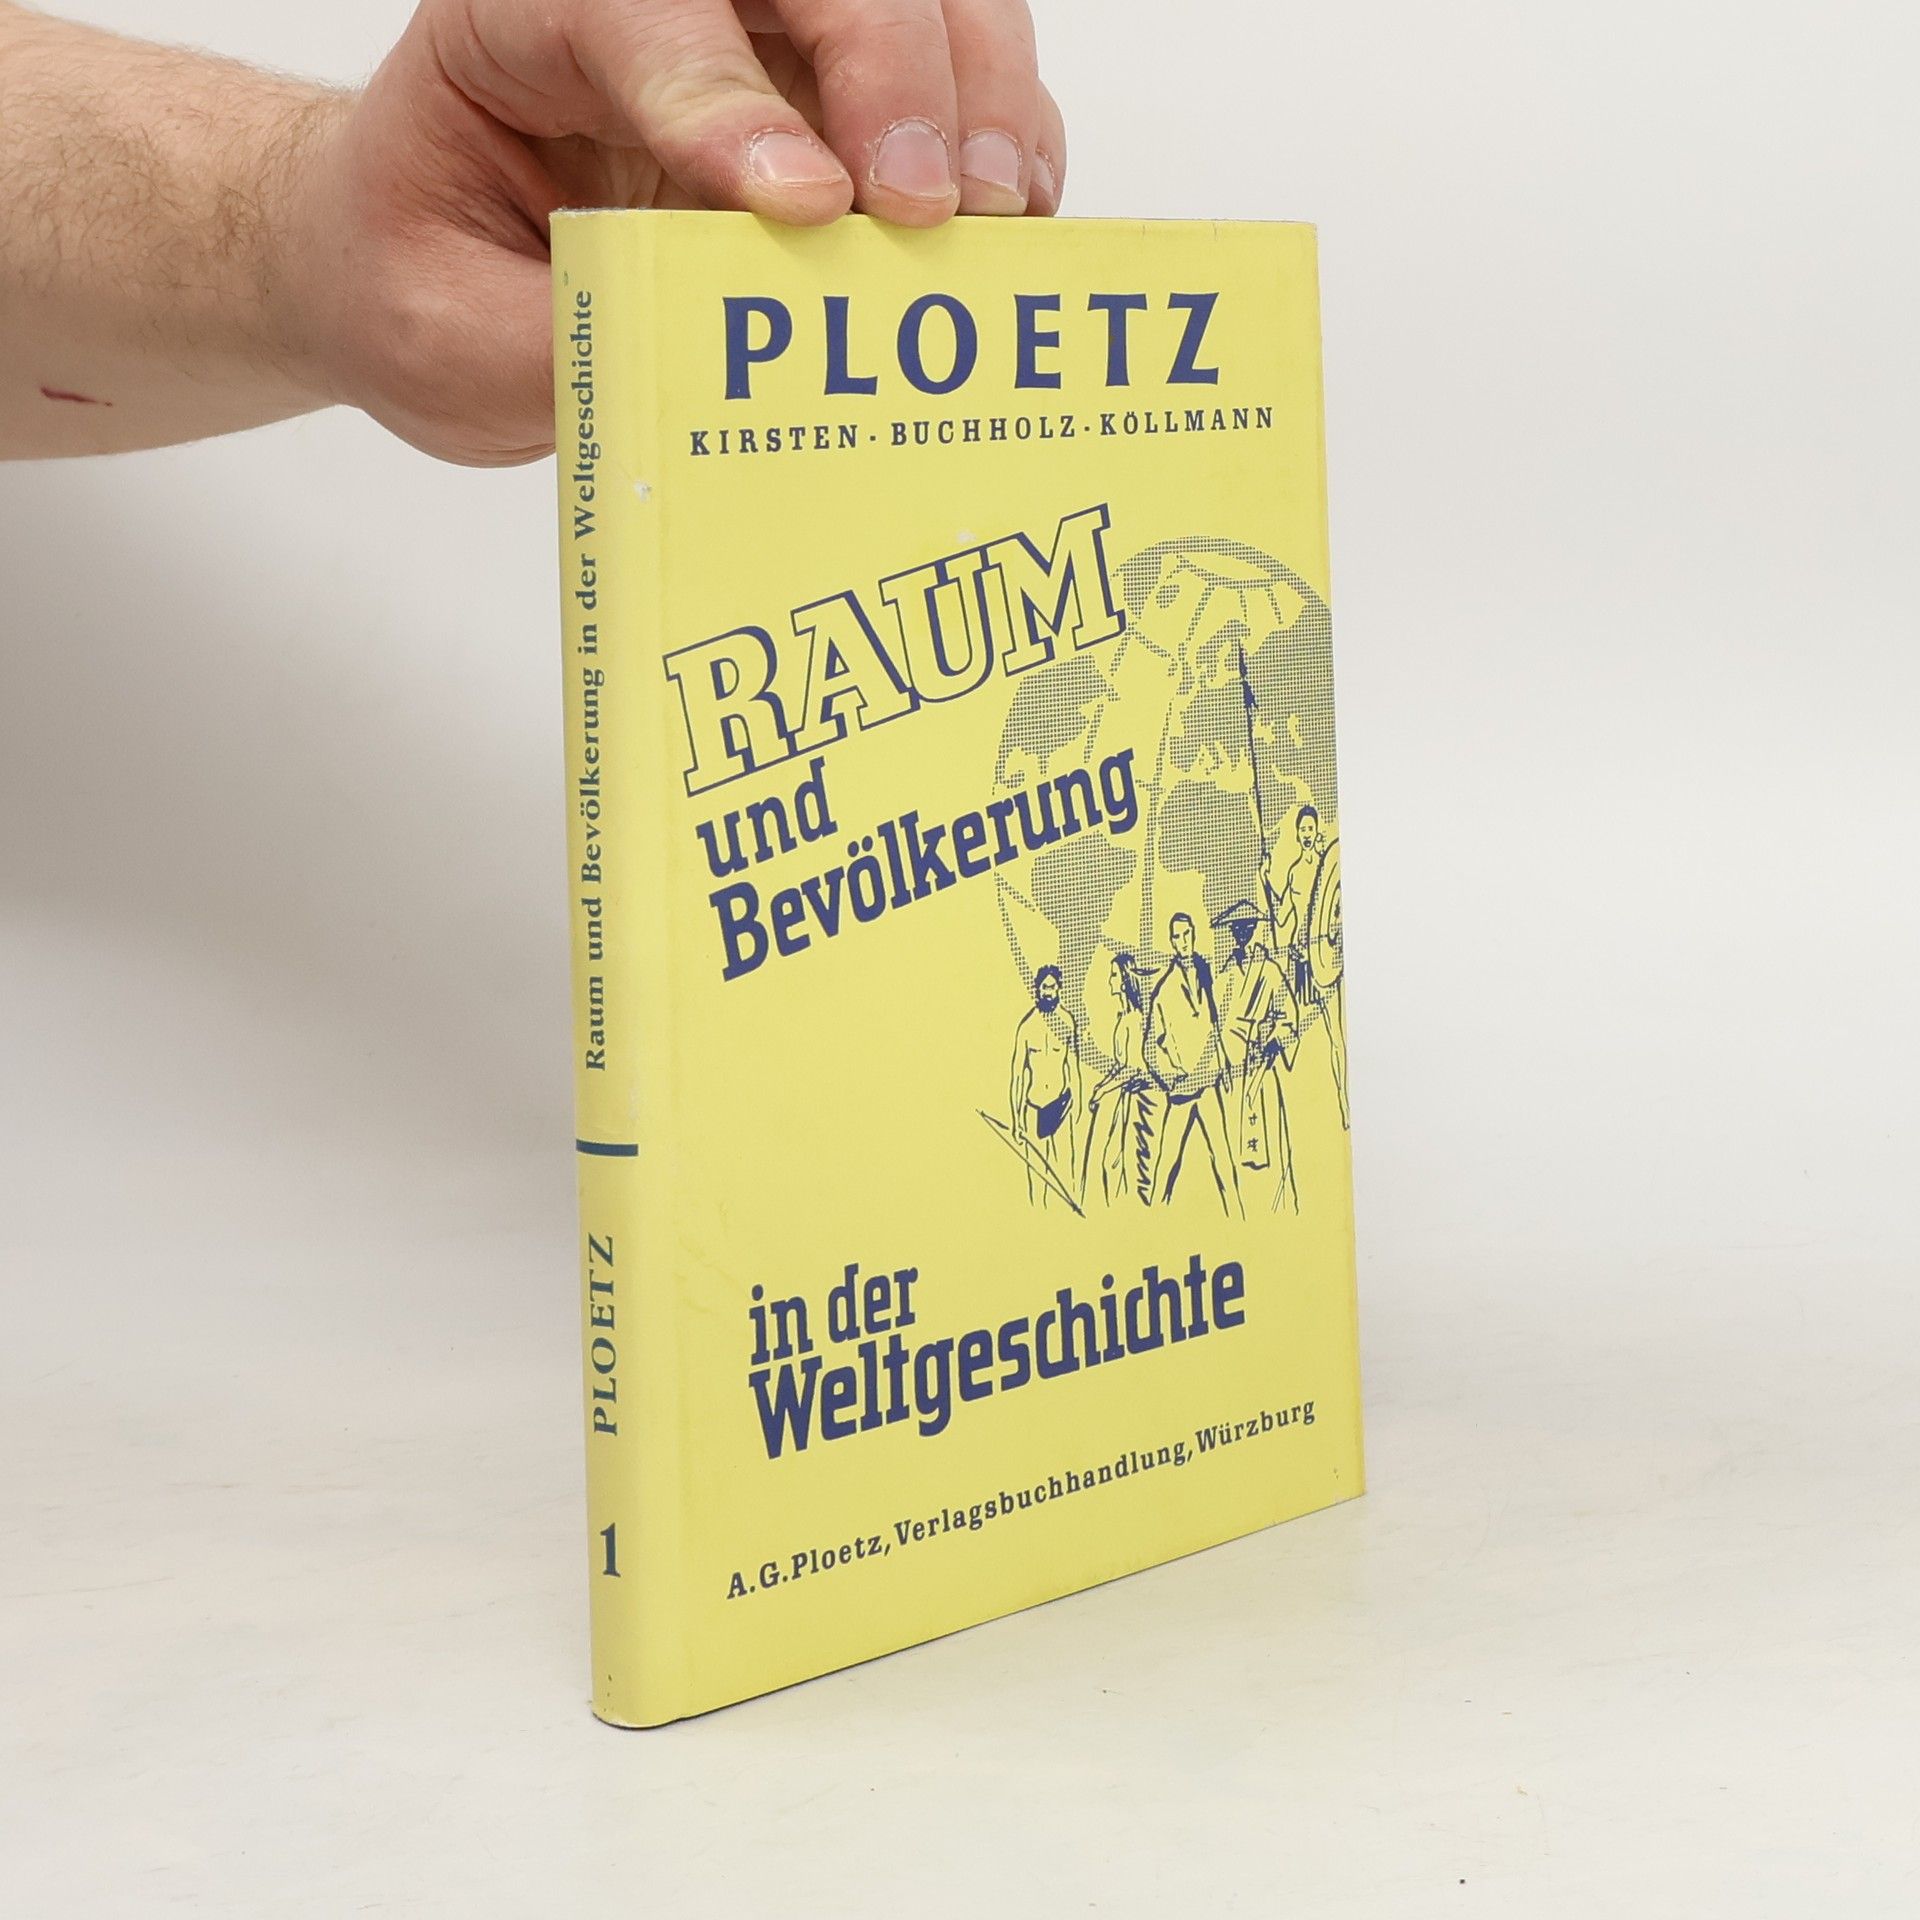 PLOETZ
KIRSTEN · BUCHHOLZ · KÖLLMANN
RAUM
und
Bevölkerung
in der
Weltgeschichte
A.G.Ploetz, Verlagsbuchhandlung, Würzburg
Raum und Bevölkerung in der Weltgeschichte
PLOETZ
1